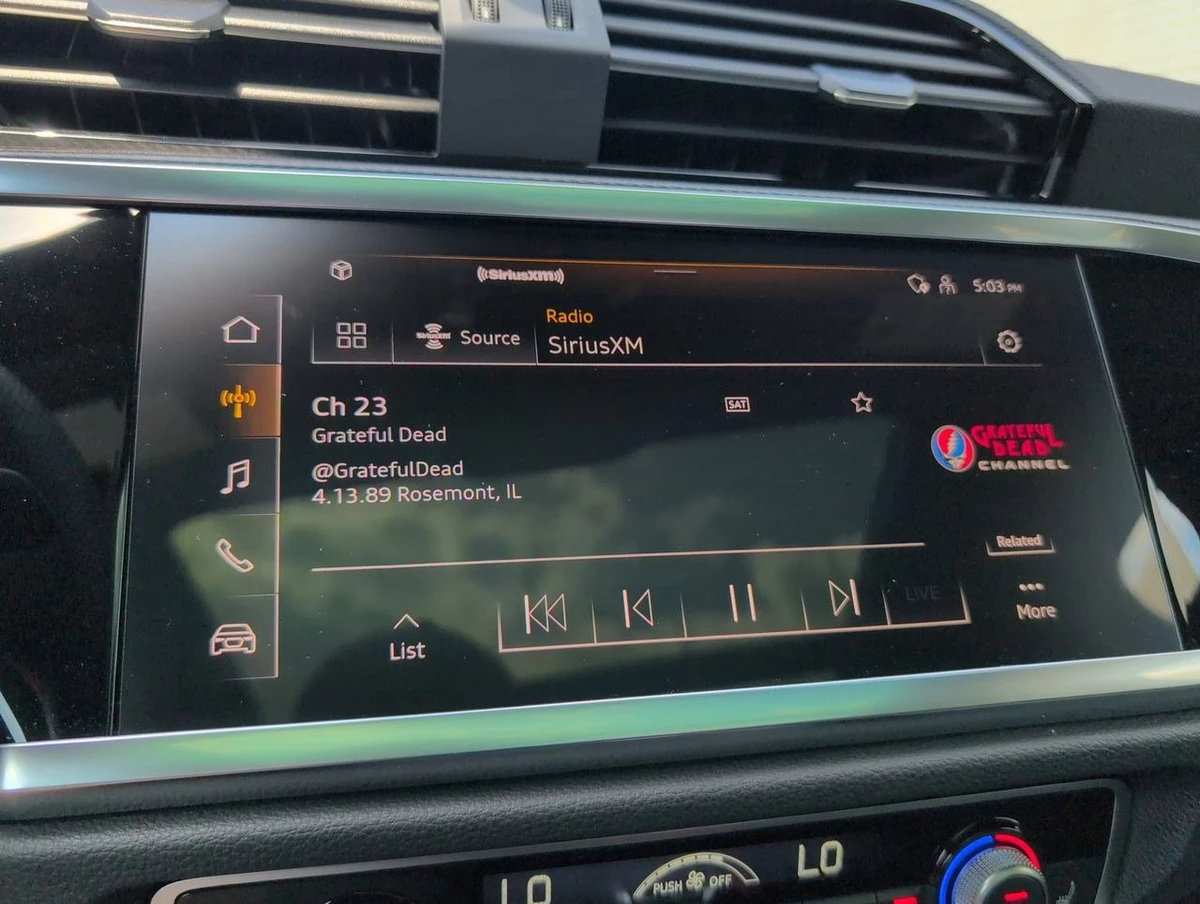 SiriusXM
5:03 PM
SiriusXM
Source
Radio
SiriusXM
Ch 23
SAT
Grateful Dead
GRATEFUL
DEAD
CHANNEL
@GratefulDead
4.13.89 Rosemont, IL
Related
LIVE
List
More
LO
PUSH OFF
LO